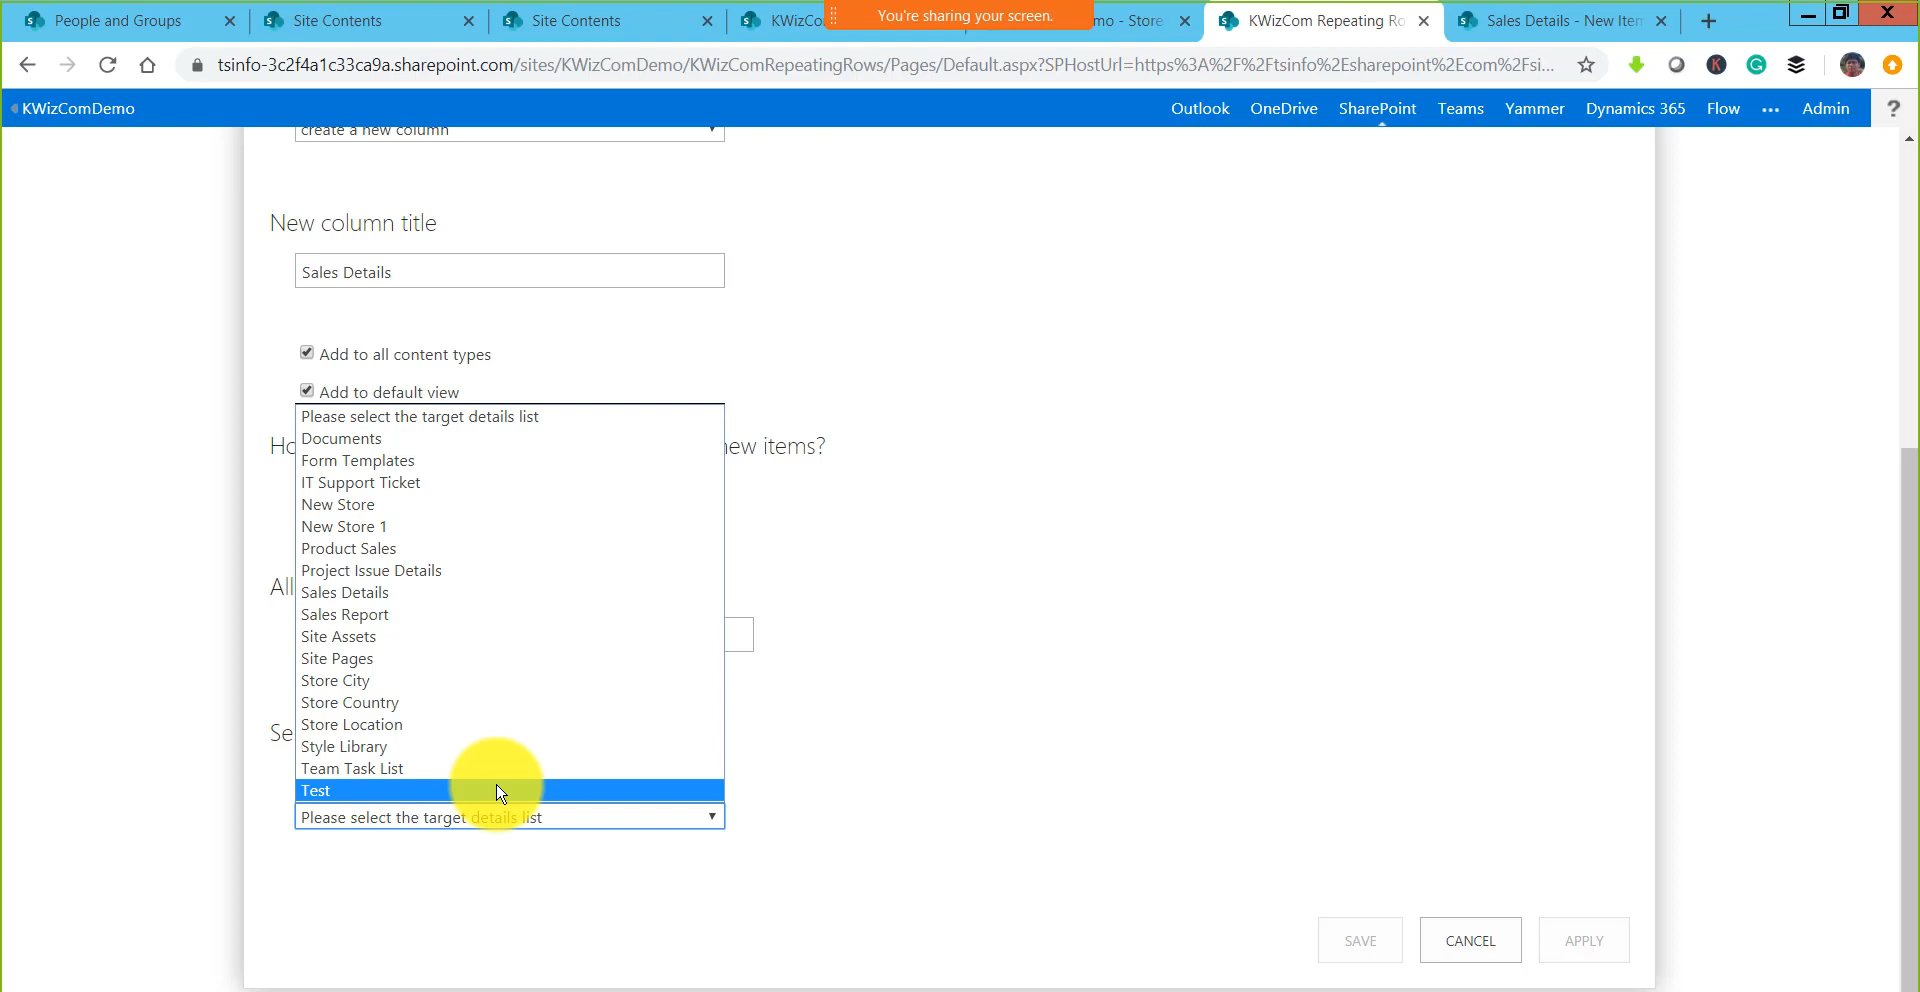 People and Groups
Site Contents
Site Contents
KWizCo
You're sharing your screen.
mo - Store
KWizCom Repeating Ro
Sales Details - New Item
tsinfo-3c2f4a1c33ca9a.sharepoint.com/sites/KWizComDemo/KWizComRepeatingRows/Pages/Default.aspx?SPHostUrl=https%3A%2F%2Ftsinfo%2Esharepoint%2Ecom%2Fsi...
KWizComDemo
Outlook OneDrive SharePoint Teams Yammer Dynamics 365 Flow ... Admin ?
create a new column
New column title
Sales Details
Add to all content types
Add to default view
Please select the target details list
Documents
Ho new items?
Form Templates
IT Support Ticket
New Store
New Store 1
Product Sales
Project Issue Details
All
Sales Details
Sales Report
Site Assets
Site Pages
Store City
Store Country
Store Location
Se
Style Library
Team Task List
Test
Please select the target details list
SAVE CANCEL APPLY